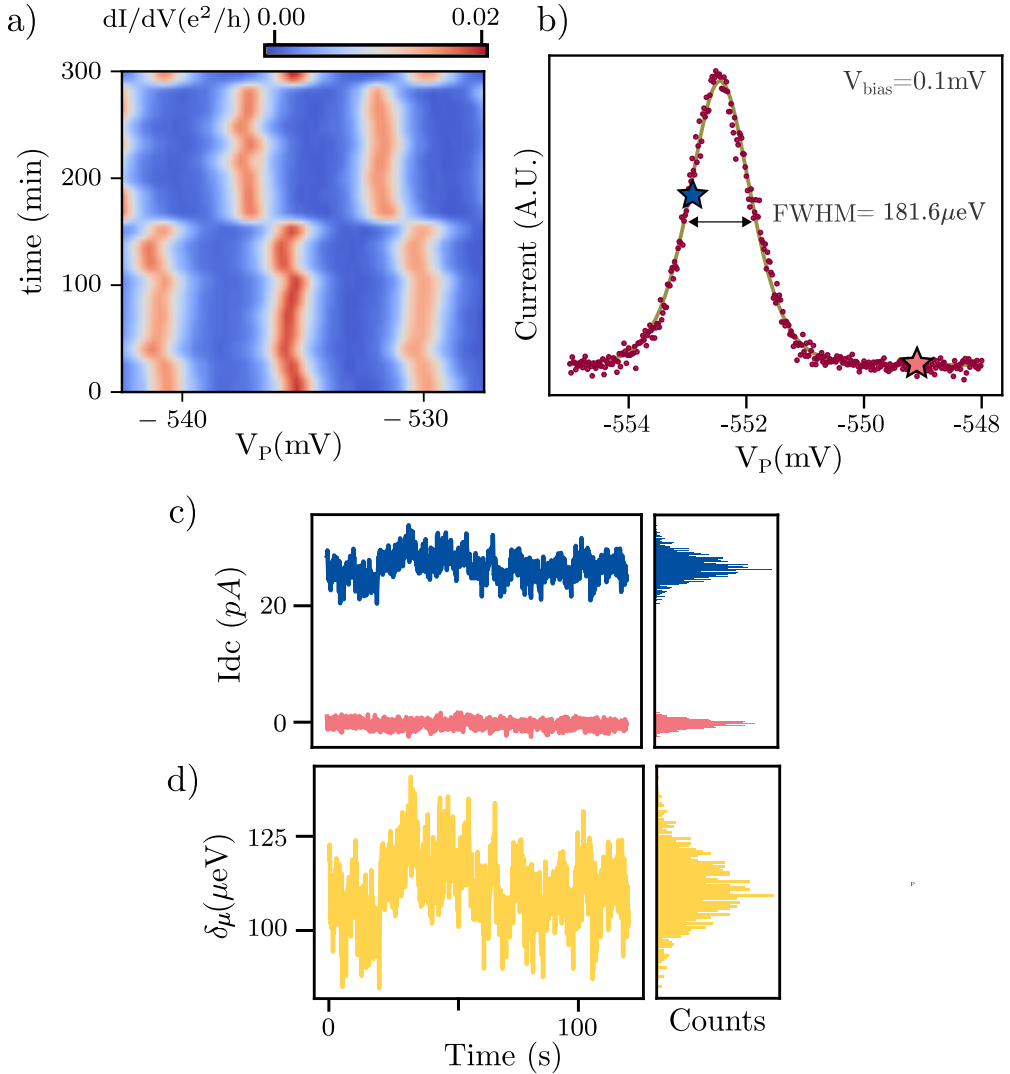 a)
dI/dV(e²/h) 0.00 0.02
300
200
100
0
time (min)
− 540 − 530
V_P(mV)
b)
V_bias=0.1mV
FWHM= 181.6μeV
Current (A.U.)
-554 -552 -550 -548
V_P(mV)
c)
Idc (pA)
20
0
d)
δμ(μeV)
125
100
0 100
Time (s)
Counts
P